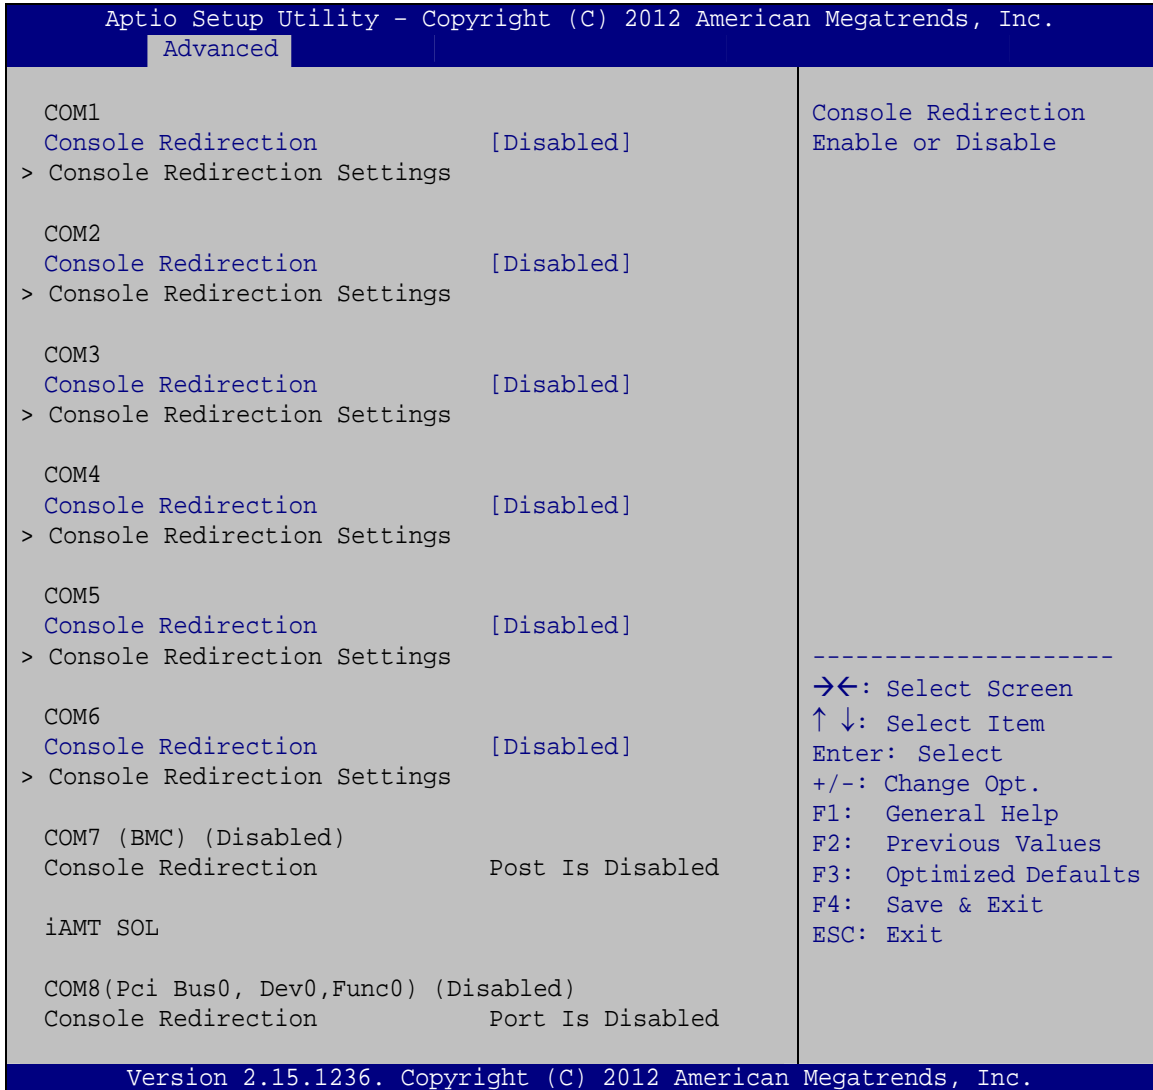 Aptio Setup Utility – Copyright (C) 2012 American Megatrends, Inc.
Advanced
COM1
Console Redirection [Disabled]
> Console Redirection Settings
COM2
Console Redirection [Disabled]
> Console Redirection Settings
COM3
Console Redirection [Disabled]
> Console Redirection Settings
COM4
Console Redirection [Disabled]
> Console Redirection Settings
COM5
Console Redirection [Disabled]
> Console Redirection Settings
COM6
Console Redirection [Disabled]
> Console Redirection Settings
COM7 (BMC) (Disabled)
Console Redirection Post Is Disabled
iAMT SOL
COM8(Pci Bus0, Dev0,Func0) (Disabled)
Console Redirection Port Is Disabled
Console Redirection
Enable or Disable
---------------------
→←: Select Screen
↑ ↓: Select Item
Enter: Select
+/-: Change Opt.
F1: General Help
F2: Previous Values
F3: Optimized Defaults
F4: Save & Exit
ESC: Exit
Version 2.15.1236. Copyright (C) 2012 American Megatrends, Inc.